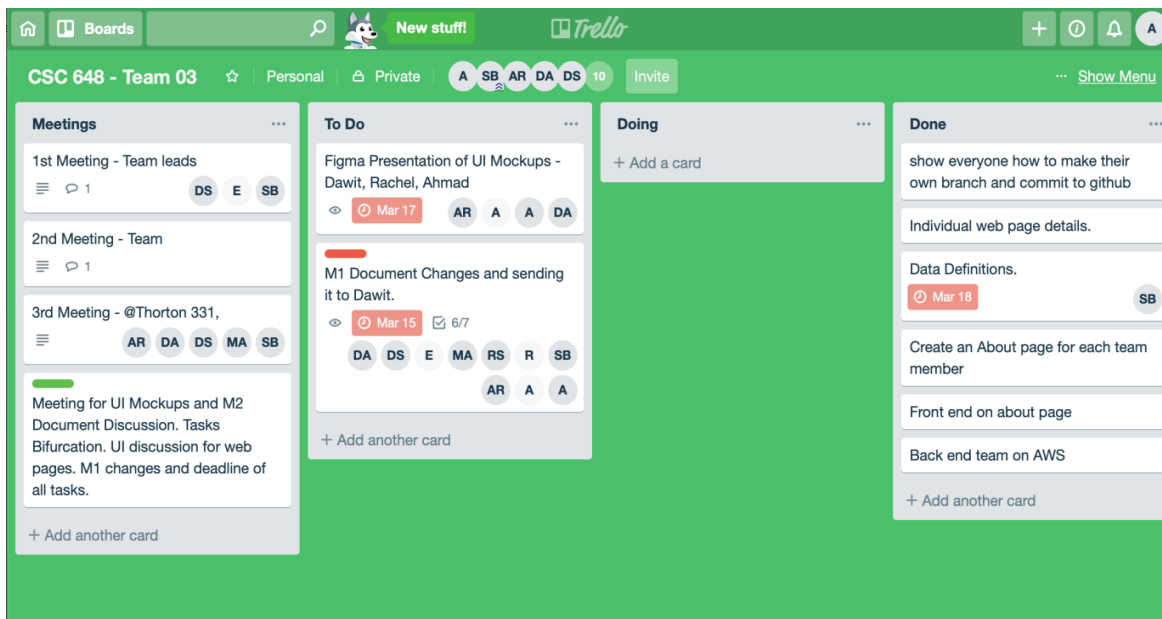 Boards
New stuff!
Trello
A
CSC 648 - Team 03
Personal
Private
A SB AR DA DS 10
Invite
... Show Menu
Meetings
1st Meeting - Team leads
1
DS E SB
2nd Meeting - Team
1
3rd Meeting - @Thorton 331,
AR DA DS MA SB
Meeting for UI Mockups and M2
Document Discussion. Tasks
Bifurcation. UI discussion for web
pages. M1 changes and deadline of
all tasks.
+ Add another card
To Do
Figma Presentation of UI Mockups -
Dawit, Rachel, Ahmad
Mar 17
AR A A DA
M1 Document Changes and sending
it to Dawit.
Mar 15 6/7
DA DS E MA RS R SB
AR A A
+ Add another card
Doing
+ Add a card
Done
show everyone how to make their
own branch and commit to github
Individual web page details.
Data Definitions.
Mar 18
SB
Create an About page for each team
member
Front end on about page
Back end team on AWS
+ Add another card